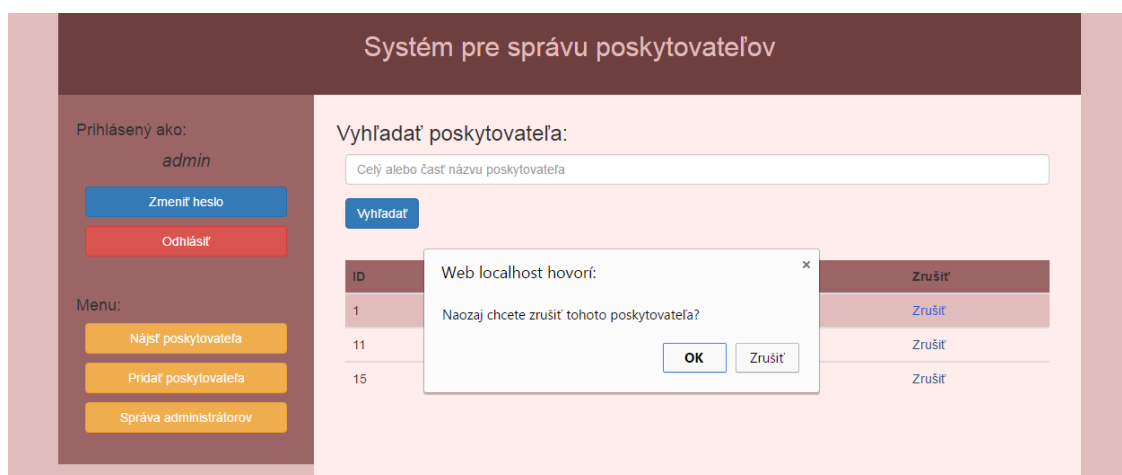 Systém pre správu poskytovateľov
Prihlásený ako:
admin
Zmeniť heslo
Odhlásiť
Menu:
Nájsť poskytovateľa
Pridať poskytovateľa
Správa administrátorov
Vyhľadať poskytovateľa:
Celý alebo časť názvu poskytovateľa
Vyhľadať
ID Zrušiť
1 Zrušiť
11 Zrušiť
15 Zrušiť
Web localhost hovorí: ×
Naozaj chcete zrušiť tohoto poskytovateľa?
OK Zrušiť